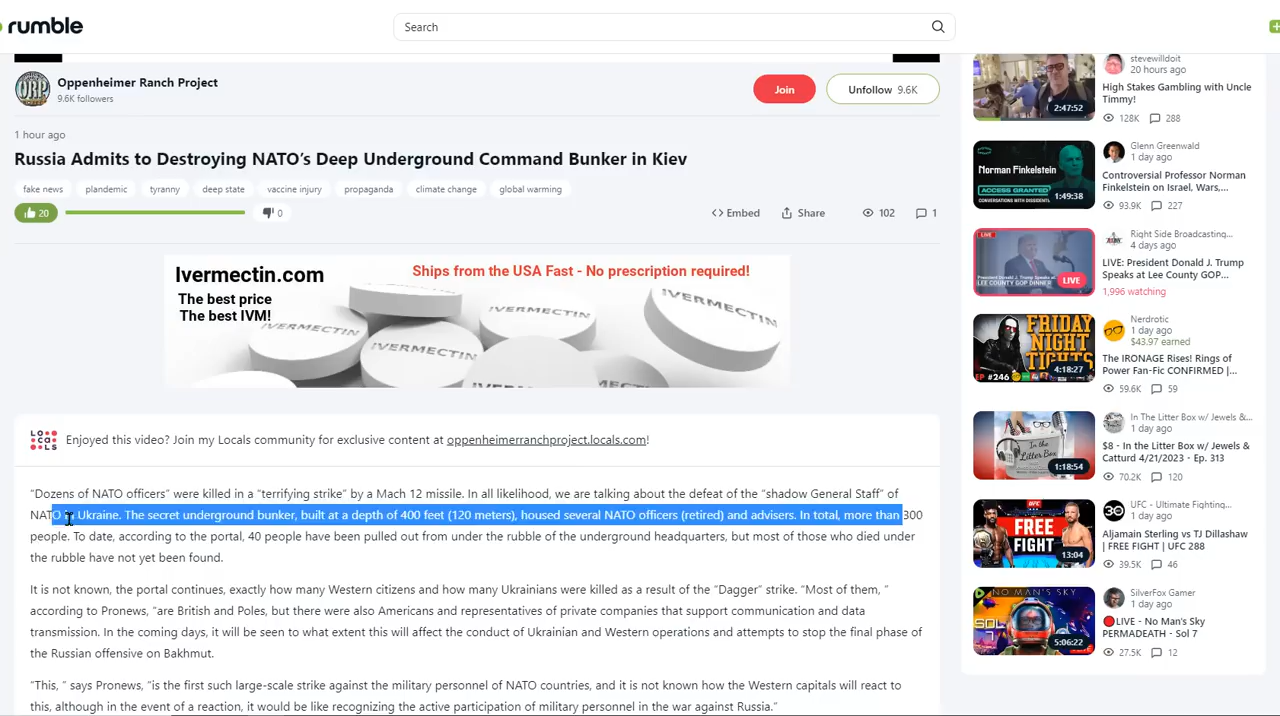 rumble
Search
Oppenheimer Ranch Project
9.6K followers
Join
Unfollow 9.6K
1 hour ago
Russia Admits to Destroying NATO’s Deep Underground Command Bunker in Kiev
fake news
plandemic
tyranny
deep state
vaccine injury
propaganda
climate change
global warming
20
0
Embed
Share
102
1
Ivermectin.com
Ships from the USA Fast - No prescription required!
The best price
The best IVM!
IVERMECTIN
IVERMECTIN
IVERMECTIN
IVERMECTIN
Enjoyed this video? Join my Locals community for exclusive content at oppenheimerranchproject.locals.com!
“Dozens of NATO officers” were killed in a “terrifying strike” by a Mach 12 missile. In all likelihood, we are talking about the defeat of the “shadow General Staff” of
NATO in Ukraine. The secret underground bunker, built at a depth of 400 feet (120 meters), housed several NATO officers (retired) and advisers. In total, more than 300
people. To date, according to the portal, 40 people have been pulled out from under the rubble of the underground headquarters, but most of those who died under
the rubble have not yet been found.
It is not known, the portal continues, exactly how many Western citizens and how many Ukrainians were killed as a result of the “Dagger” strike. “Most of them, ”
according to Pronews, “are British and Poles, but there were also Americans and representatives of private companies that support communication and data
transmission. In the coming days, it will be seen to what extent this will affect the conduct of Ukrainian and Western operations and attempts to stop the final phase of
the Russian offensive on Bakhmut.
“This, ” says Pronews, “is the first such large-scale strike against the military personnel of NATO countries, and it is not known how the Western capitals will react to
this, although in the event of a reaction, it would be like recognizing the active participation of military personnel in the war against Russia.”
stevewilldoit
20 hours ago
High Stakes Gambling with Uncle
Timmy!
2:47:52
128K 288
Glenn Greenwald
1 day ago
Controversial Professor Norman
Finkelstein on Israel, Wars,...
Norman
Finkelstein
ACCESS GRANTED
1:49:38
93.9K 227
Right Side Broadcasting...
4 days ago
LIVE: President Donald J. Trump
Speaks at Lee County GOP...
LIVE
1,996 watching
Nerdrotic
1 day ago
$43.97 earned
The IRONAGE Rises! Rings of
Power Fan-Fic CONFIRMED |...
FRIDAY
NIGHT
TIGHTS
EP #246
4:18:27
59.6K 59
In The Litter Box w/ Jewels &...
1 day ago
$8 - In the Litter Box w/ Jewels &
Catturd 4/21/2023 - Ep. 313
1:18:54
70.2K 120
UFC - Ultimate Fighting...
1 day ago
Aljamain Sterling vs TJ Dillashaw
| FREE FIGHT | UFC 288
FREE
FIGHT
13:04
39.5K 46
SilverFox Gamer
1 day ago
LIVE - No Man's Sky
PERMADEATH - Sol 7
NO MAN'S SKY
SOL
7
5:06:22
27.5K 12